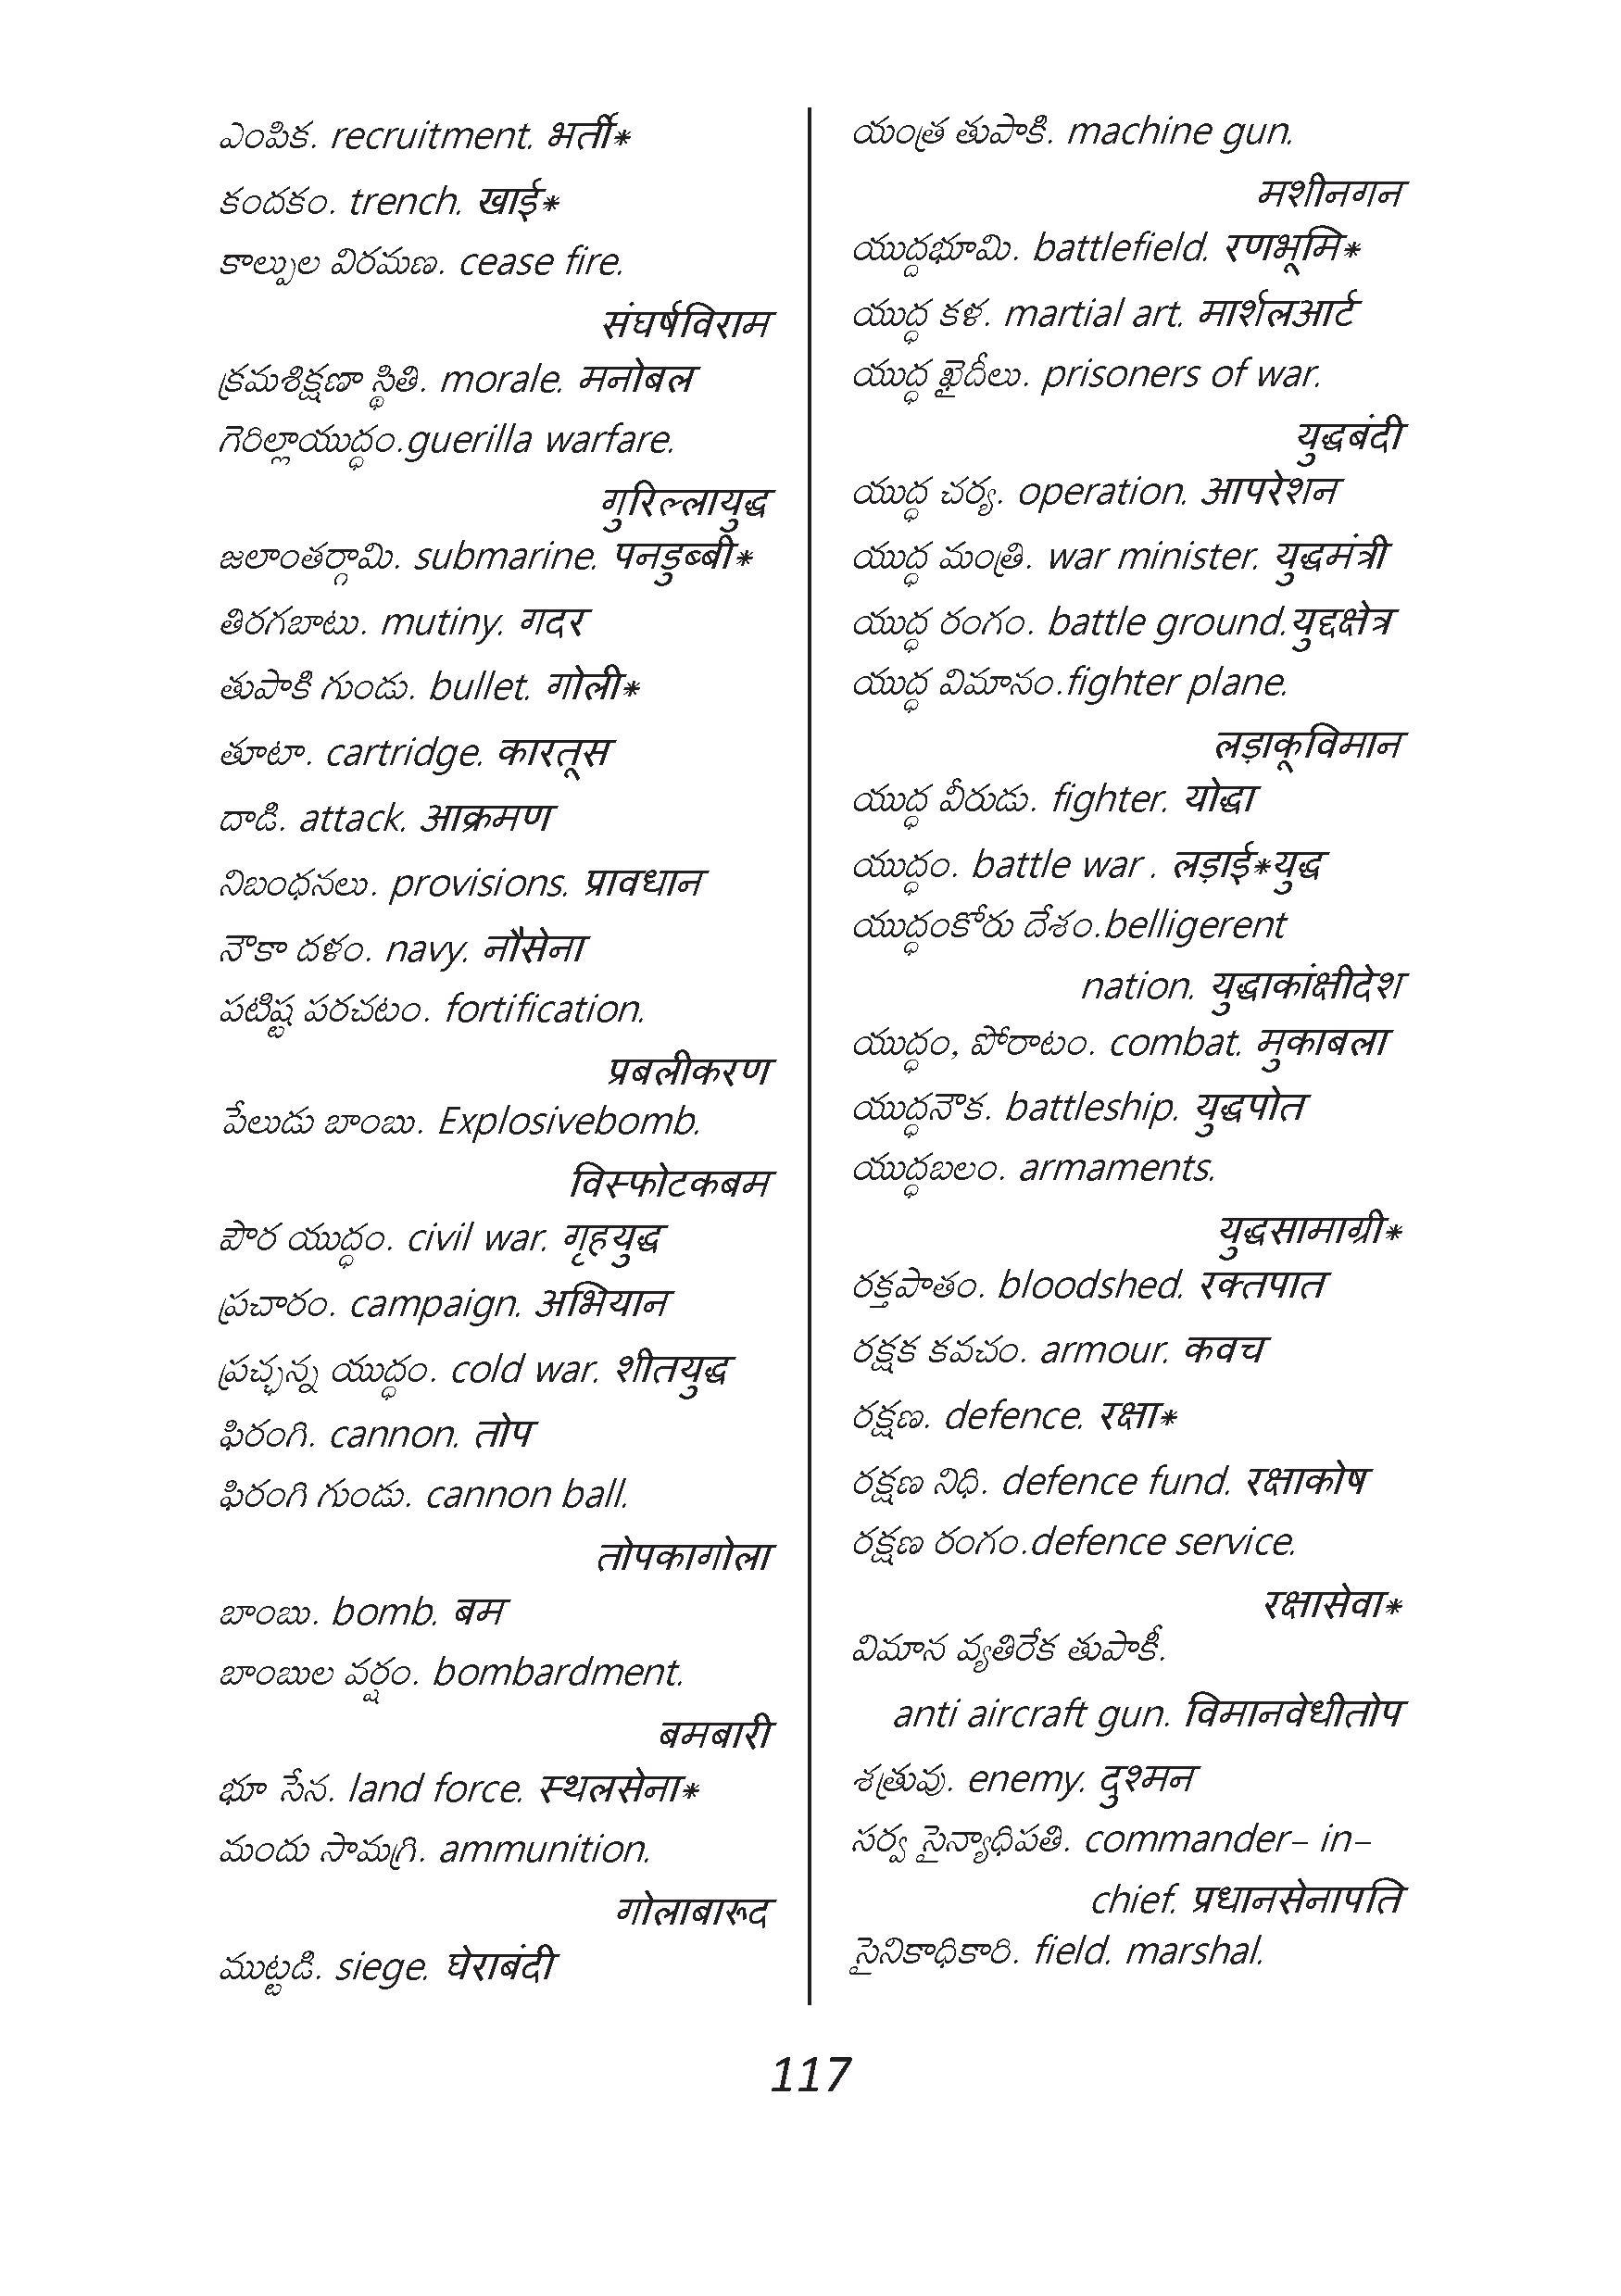 ఎంపిక. recruitment. भर्ती*
కందకం. trench. खाई*
కాల్పుల విరమణ. cease fire.
संघर्षविराम
క్రమశిక్షణా స్థితి. morale. मनोबल
గెరిల్లాయుద్ధం.guerilla warfare.
गुरिल्लायुद्ध
జలాంతర్గామి. submarine. पनडुब्बी*
తిరగబాటు. mutiny. गदर
తుపాకి గుండు. bullet. गोली*
తూటా. cartridge. कारतूस
దాడి. attack. आक्रमण
నిబంధనలు. provisions. प्रावधान
నౌకా దళం. navy. नौसेना
పటిష్ట పరచటం. fortification.
प्रबलीकरण
పేలుడు బాంబు. Explosivebomb.
विस्फोटकबम
పౌర యుద్ధం. civil war. गृहयुद्ध
ప్రచారం. campaign. अभियान
ప్రచ్ఛన్న యుద్ధం. cold war. शीतयुद्ध
ఫిరంగి. cannon. तोप
ఫిరంగి గుండు. cannon ball.
तोपकागोला
బాంబు. bomb. बम
బాంబుల వర్షం. bombardment.
बमबारी
భూ సేన. land force. स्थलसेना*
మందు సామగ్రి. ammunition.
गोलाबारूद
ముట్టడి. siege. घेराबंदी
యంత్ర తుపాకి. machine gun.
मशीनगन
యుద్దభూమి. battlefield. रणभूमि*
యుద్ధ కళ. martial art. मार्शलआर्ट
యుద్ధ ఖైదీలు. prisoners of war.
युद्धबंदी
యుద్ధ చర్య. operation. आपरेशन
యుద్ధ మంత్రి. war minister. युद्धमंत्री
యుద్ధ రంగం. battle ground.युद्दक्षेत्र
యుద్ధ విమానం.fighter plane.
लड़ाकूविमान
యుద్ధ వీరుడు. fighter. योद्धा
యుద్ధం. battle war . लड़ाई*युद्ध
యుద్ధంకోరు దేశం.belligerent
nation. युद्धाकांक्षीदेश
యుద్ధం, పోరాటం. combat. मुकाबला
యుద్ధనౌక. battleship. युद्धपोत
యుద్ధబలం. armaments.
युद्धसामाग्री*
రక్తపాతం. bloodshed. रक्तपात
రక్షక కవచం. armour. कवच
రక్షణ. defence. रक्षा*
రక్షణ నిధి. defence fund. रक्षाकोष
రక్షణ రంగం.defence service.
रक्षासेवा*
విమాన వ్యతిరేక తుపాకీ.
anti aircraft gun. विमानवेधीतोप
శత్రువు. enemy. दुश्मन
సర్వ సైన్యాధిపతి. commander- in-
chief. प्रधानसेनापति
సైనికాధికారి. field. marshal.
117